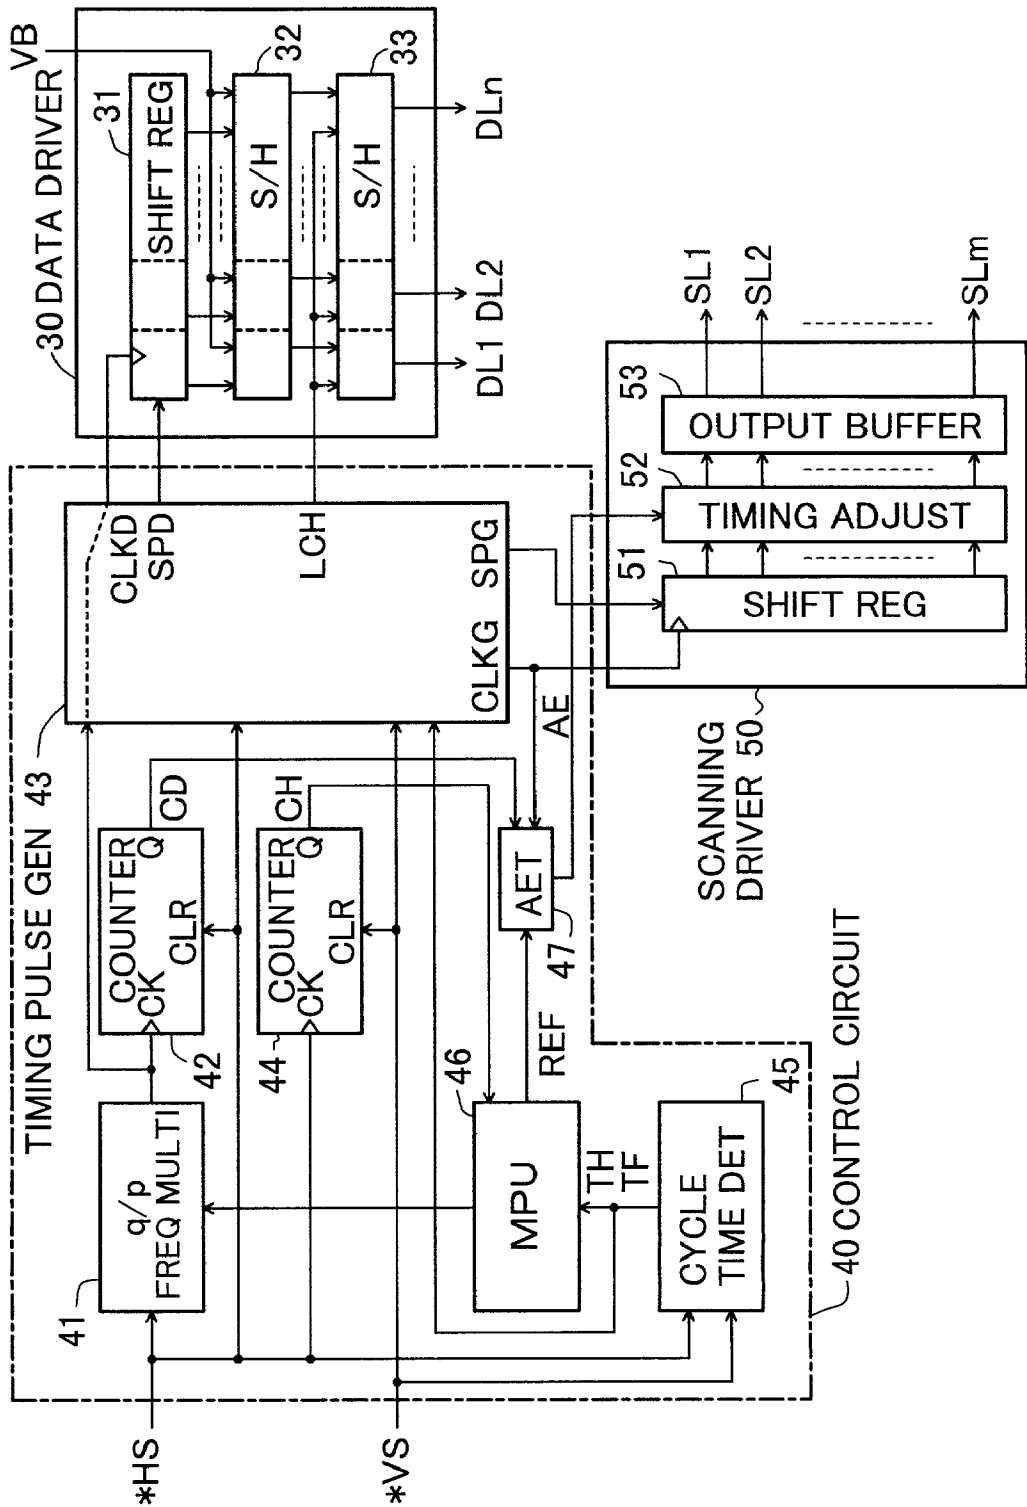 30 DATA DRIVER
VB
31
SHIFT REG
32
S/H
33
S/H
DL1
DL2
DLn
TIMING PULSE GEN 43
CLKD
SPD
LCH
CLKG
SPG
41
q/p
FREQ MULTI
COUNTER
CK
Q
CLR
42
CD
COUNTER
CK
Q
CLR
44
CH
46
MPU
REF
AET
47
AE
TH
TF
CYCLE
TIME DET
45
40 CONTROL CIRCUIT
*HS
*VS
SCANNING
DRIVER 50
51
SHIFT REG
52
TIMING ADJUST
53
OUTPUT BUFFER
SL1
SL2
SLm